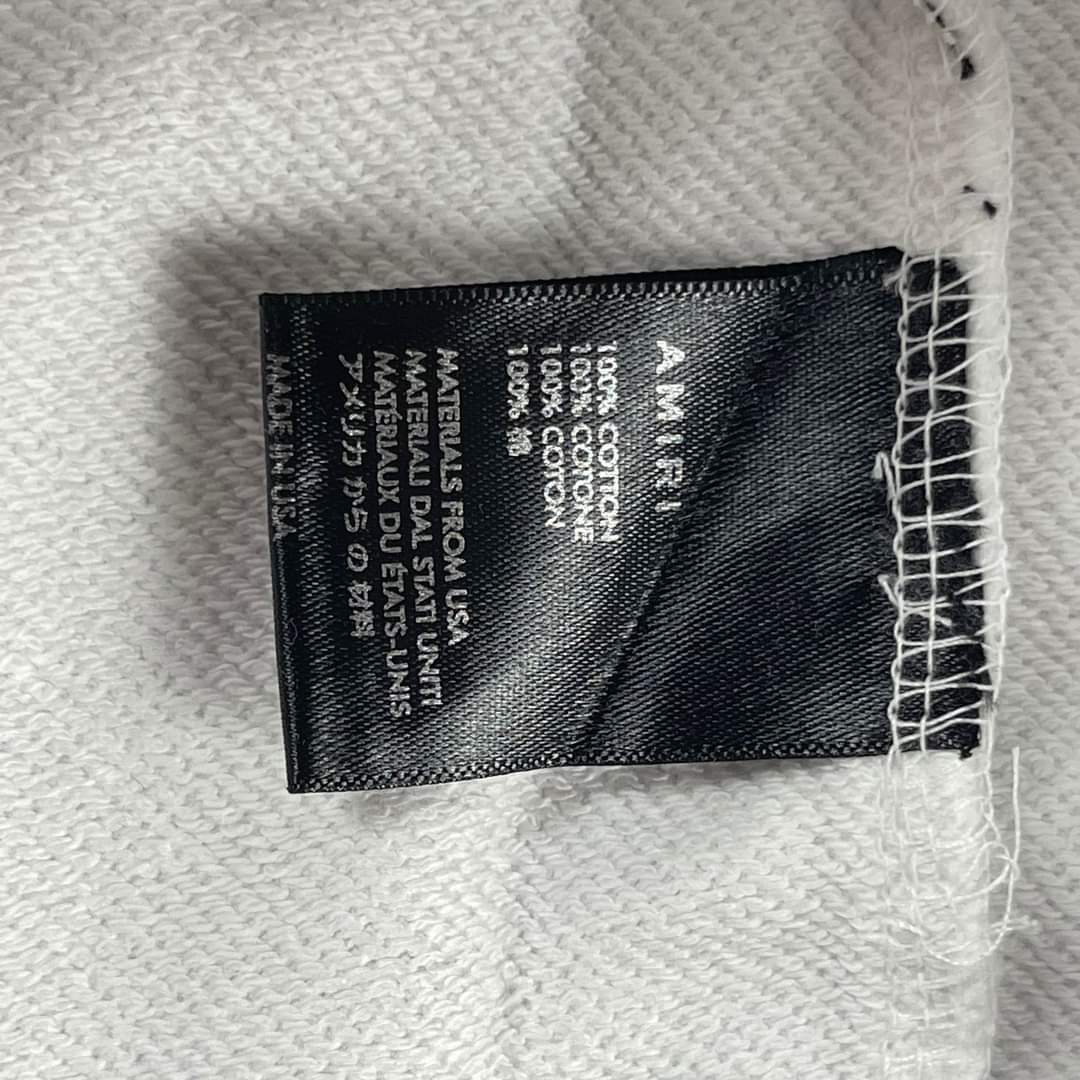 AMIRI
100% COTTON
100% COTONE
100% COTON
100% 棉
MATERIALS FROM USA
MATERIALI DAL STATI UNITI
MATÉRIAUX DU ÉTATS-UNIS
アメリカからの材料
MADE IN USA